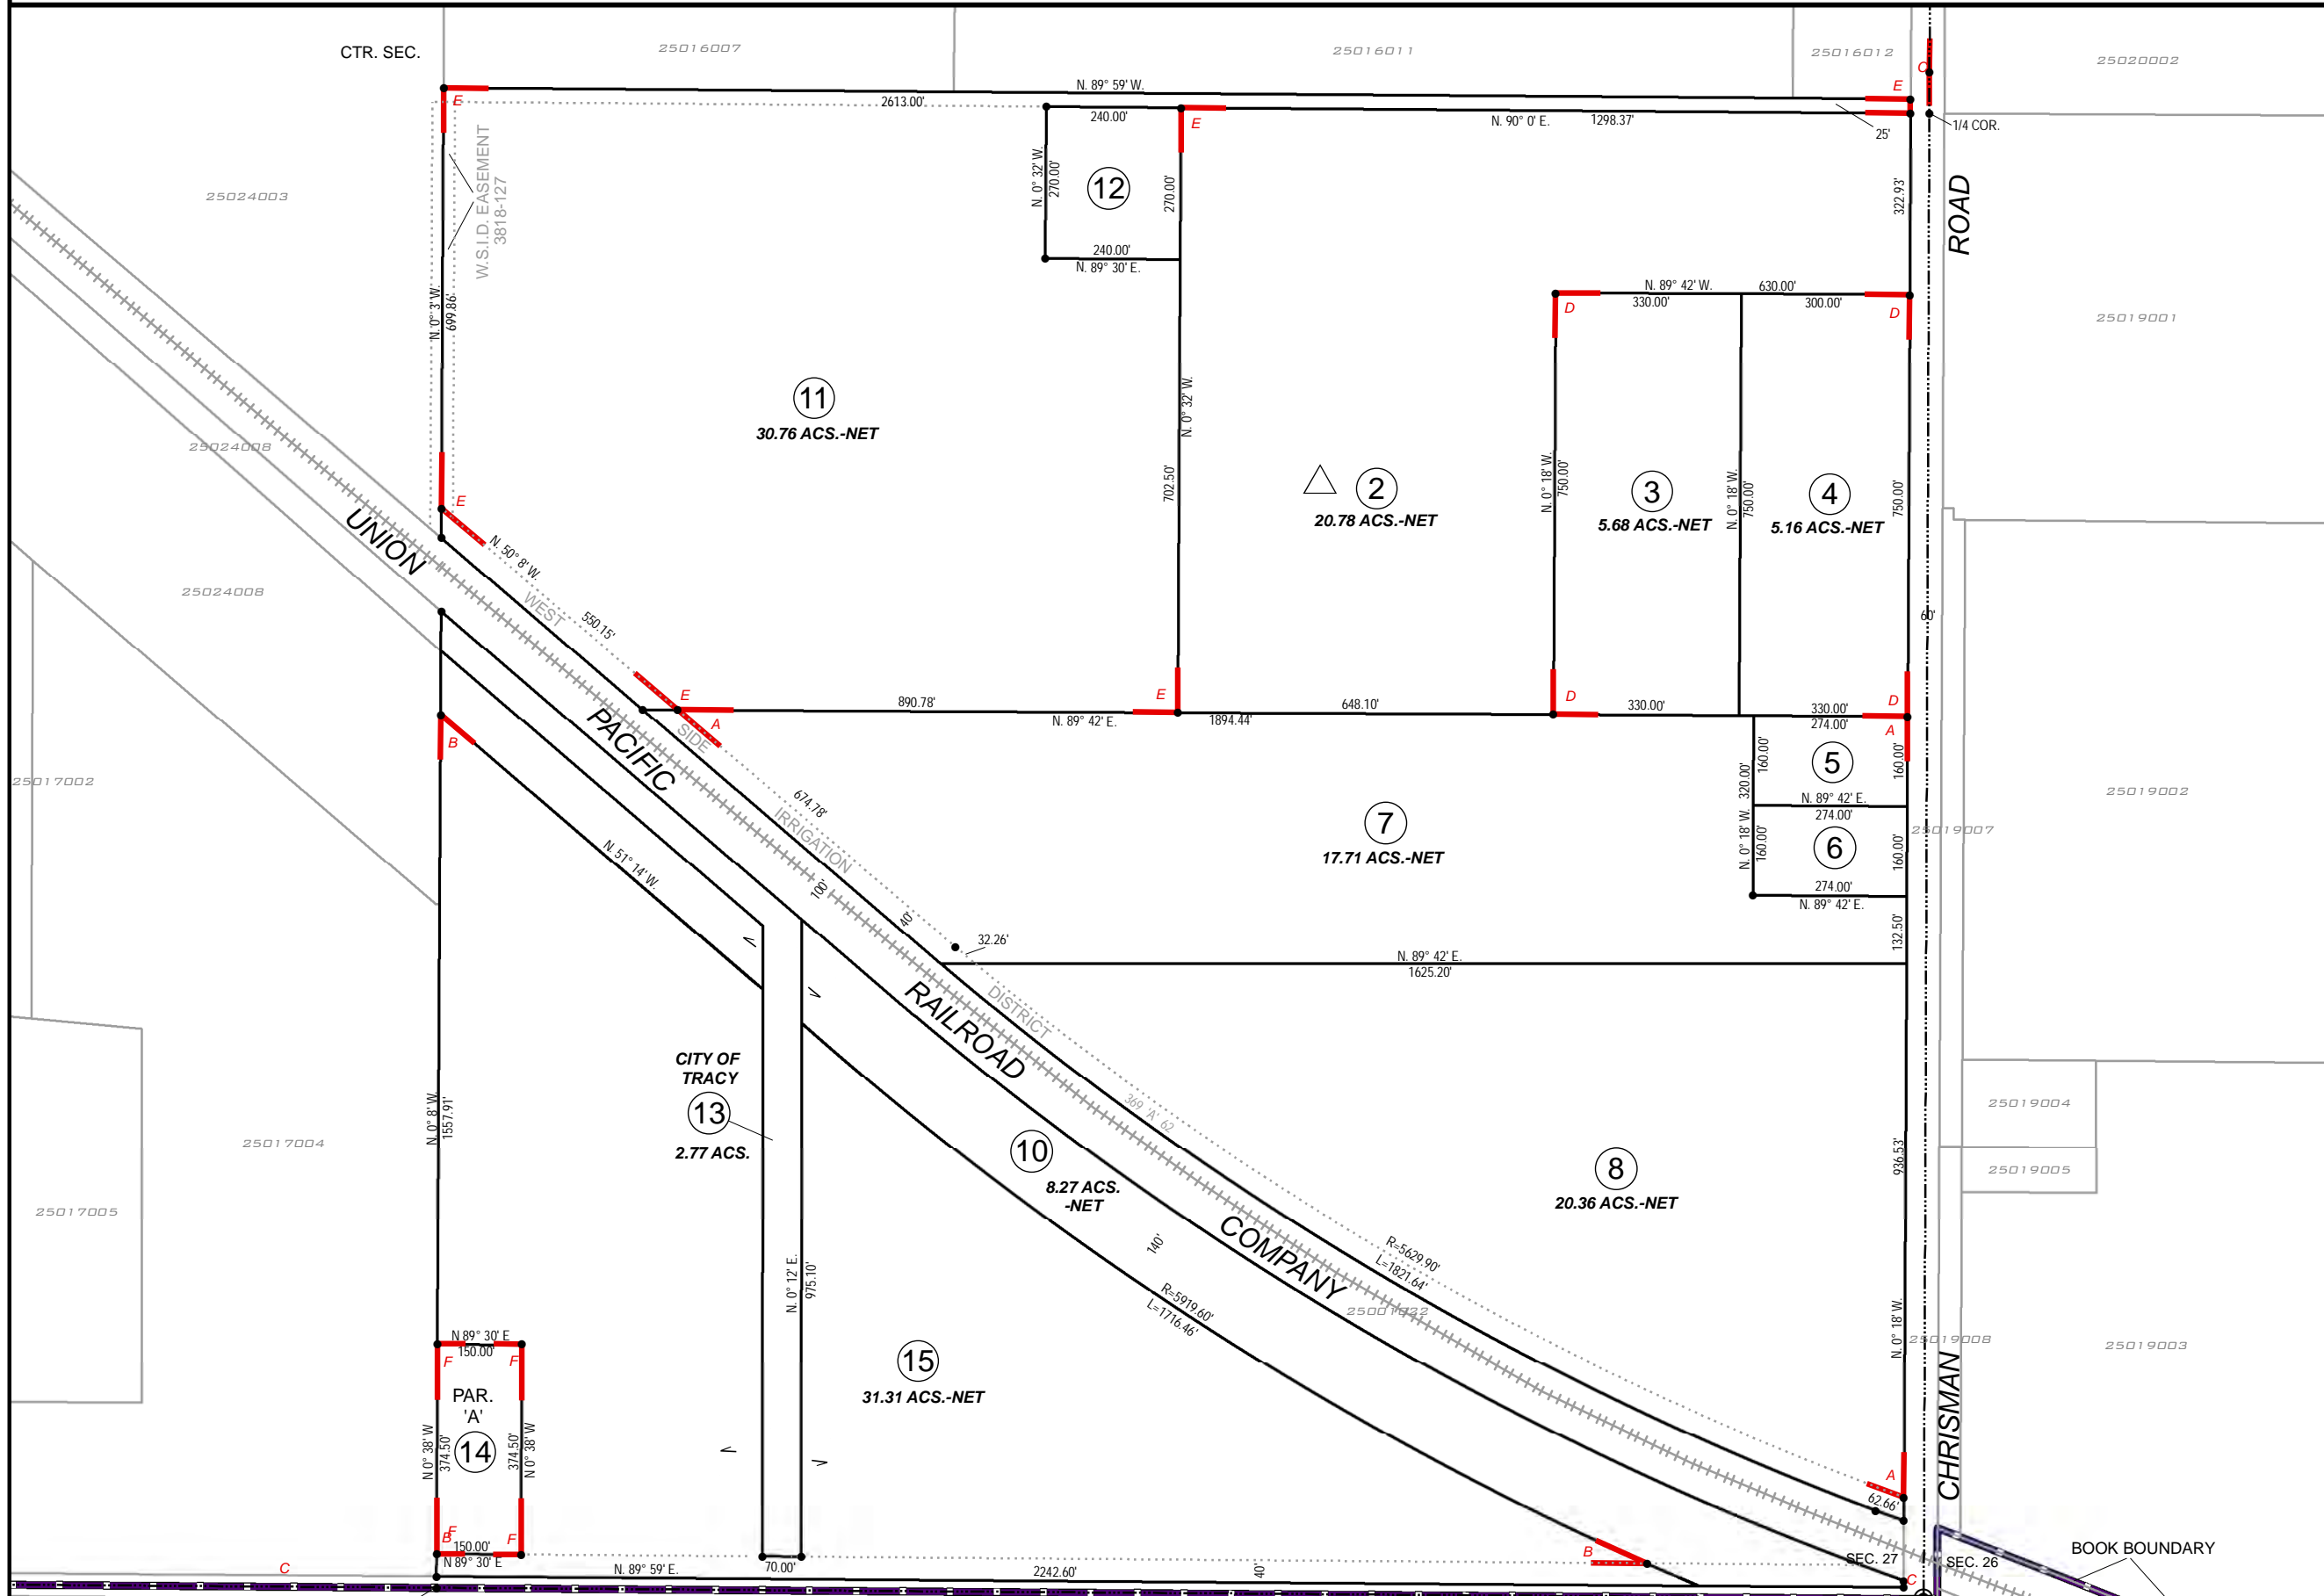 CTR. SEC.
25016007
25016011
25016012
25020002
N. 89° 59' W.
2613.00'
E
E
C
240.00'
E
N. 90° 0' E.
1298.37'
25'
1/4 COR.
W.S.I.D. EASEMENT
3818-127
25024003
N. 0° 32' W.
270.00'
12
270.00'
322.93'
ROAD
240.00'
N. 89° 30' E.
N. 0° 3' W.
699.86'
N. 89° 42' W.
630.00'
330.00'
300.00'
D
D
25019001
11
30.76 ACS.-NET
N. 0° 32' W.
702.50'
2
20.78 ACS.-NET
N. 0° 18' W.
750.00'
3
5.68 ACS.-NET
N. 0° 18' W.
750.00'
4
5.16 ACS.-NET
750.00'
25024008
E
UNION
N. 50° 8' W.
WEST
550.15'
25024008
60'
E
A
890.78'
N. 89° 42' E.
E
1894.44'
648.10'
D
330.00'
330.00'
274.00'
D
A
B
PACIFIC
SIDE
25017002
674.78'
IRRIGATION
160.00'
5
160.00'
320.00'
N. 89° 42' E.
274.00'
25019002
7
17.71 ACS.-NET
N. 0° 18' W.
160.00'
6
160.00'
25019007
274.00'
N. 89° 42' E.
N. 51° 14' W.
100'
40'
32.26'
132.50'
N. 89° 42' E.
1625.20'
RAILROAD
DISTRICT
CITY OF
TRACY
13
2.77 ACS.
369 'A' 62
N. 0° 8' W.
1557.91'
25017004
10
8.27 ACS.
-NET
8
20.36 ACS.-NET
936.53'
25019004
25019005
25017005
140'
COMPANY
R=5629.90'
L=1821.64'
N. 0° 12' E.
975.10'
R=5919.60'
L=1716.46'
N. 0° 18' W.
25019008
25019003
N 89° 30' E
150.00'
F
F
15
31.31 ACS.-NET
CHRISMAN
PAR.
'A'
14
N 0° 38' W
374.50'
374.50'
N 0° 38' W
A
62.66'
B
F
F
150.00'
N 89° 30' E
C
N. 89° 59' E.
70.00'
2242.60'
40'
B
SEC. 27
SEC. 26
BOOK BOUNDARY
C